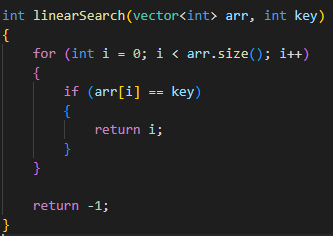 int linearSearch(vector<int> arr, int key)
{
    for (int i = 0; i < arr.size(); i++)
    {
        if (arr[i] == key)
        {
            return i;
        }
    }

    return -1;
}